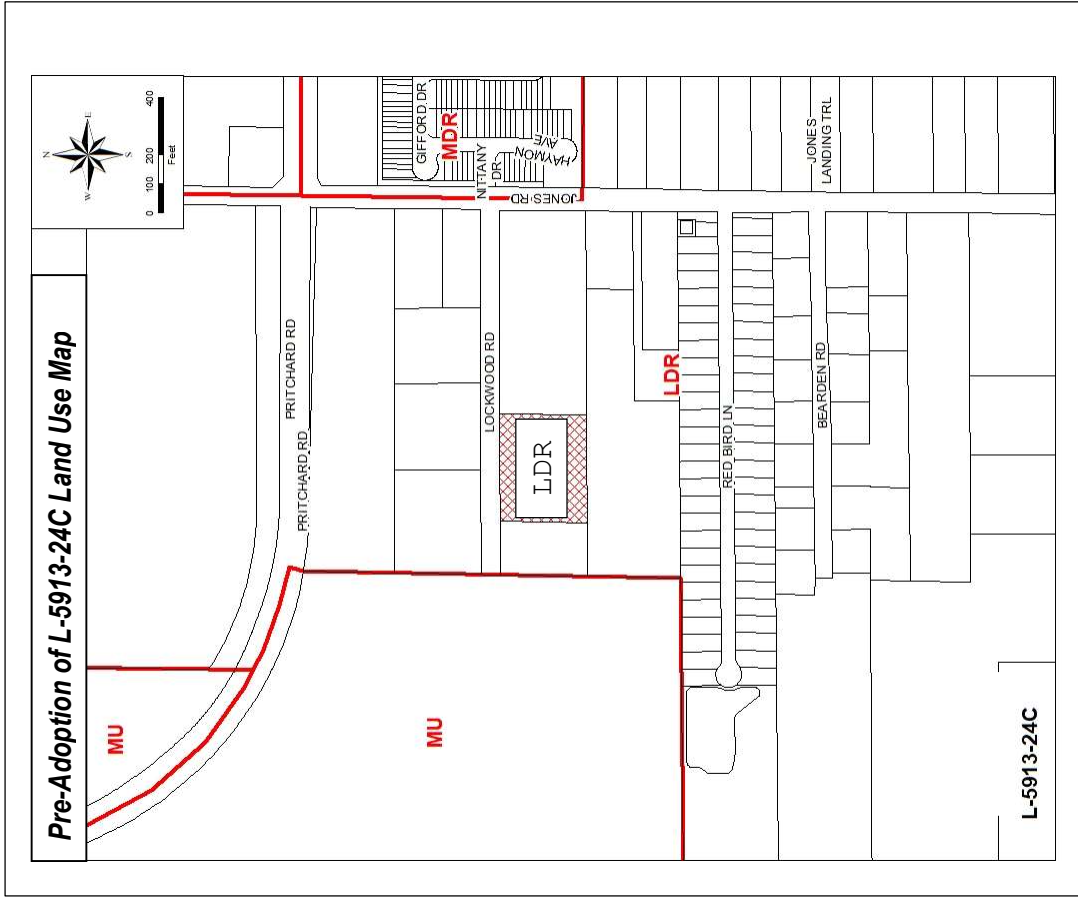 Pre-Adoption of L-5913-24C Land Use Map
N
W
E
S
0
100
200
400
Feet
MU
MU
PRITCHARD RD
PRITCHARD RD
GIFFORD DR
MDR
NITTANY
DR
HAYMON
AVE
JONES RD
LOCKWOOD RD
LDR
LDR
RED BIRD LN
BEARDEN RD
JONES
LANDING TRL
L-5913-24C